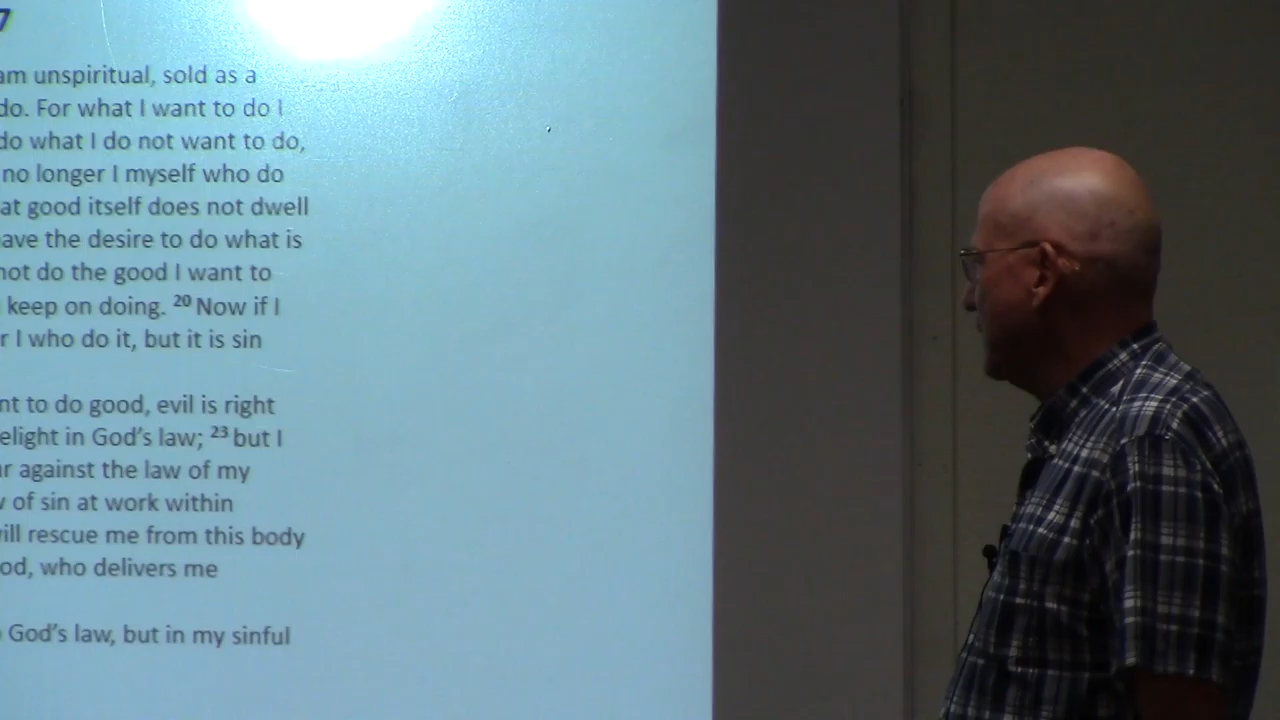 7
am unspiritual, sold as a
do. For what I want to do I
do what I do not want to do,
no longer I myself who do
at good itself does not dwell
ave the desire to do what is
not do the good I want to
keep on doing. 20 Now if I
r I who do it, but it is sin
nt to do good, evil is right
elight in God's law; 23 but I
ar against the law of my
of sin at work within
ill rescue me from this body
od, who delivers me
God's law, but in my sinful